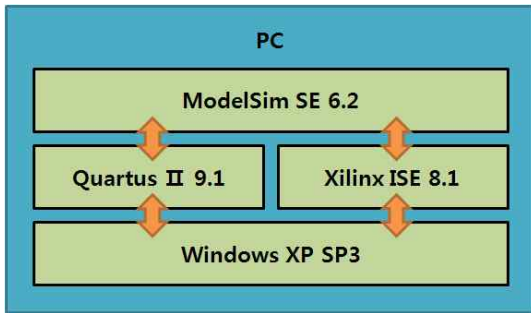 PC
ModelSim SE 6.2
Quartus Ⅱ 9.1
Xilinx ISE 8.1
Windows XP SP3